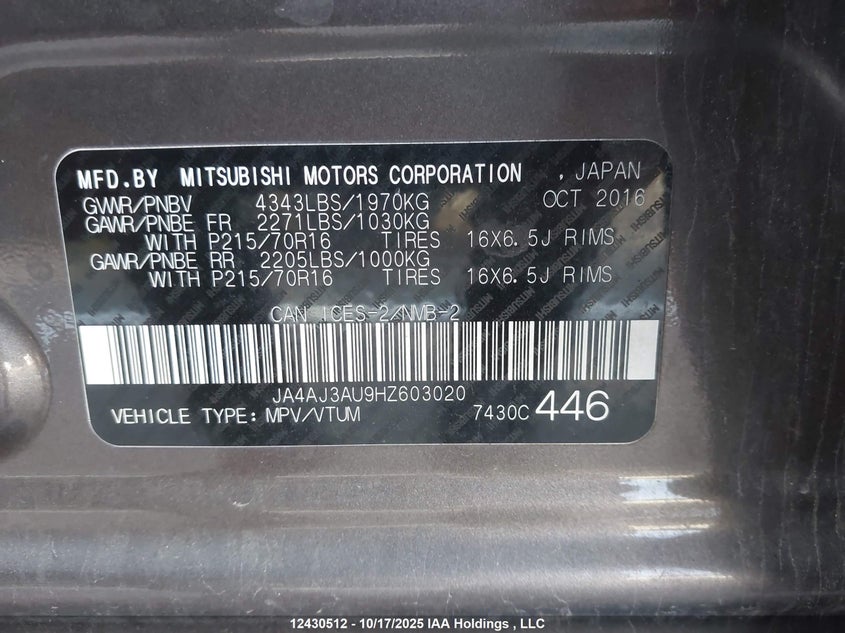 MFD.BY MITSUBISHI MOTORS CORPORATION , JAPAN
GVWR/PNBV 4343LBS/1970KG OCT 2016
GAWR/PNBE FR 2271LBS/1030KG
WITH P215/70R16 TIRES 16X6.5J RIMS
GAWR/PNBE RR 2205LBS/1000KG
WITH P215/70R16 TIRES 16X6.5J RIMS
CAN ICES-2/NMB-2
JA4AJ3AU9HZ603020
VEHICLE TYPE: MPV/VTUM 7430C 446
12430512 - 10/17/2025 IAA Holdings , LLC